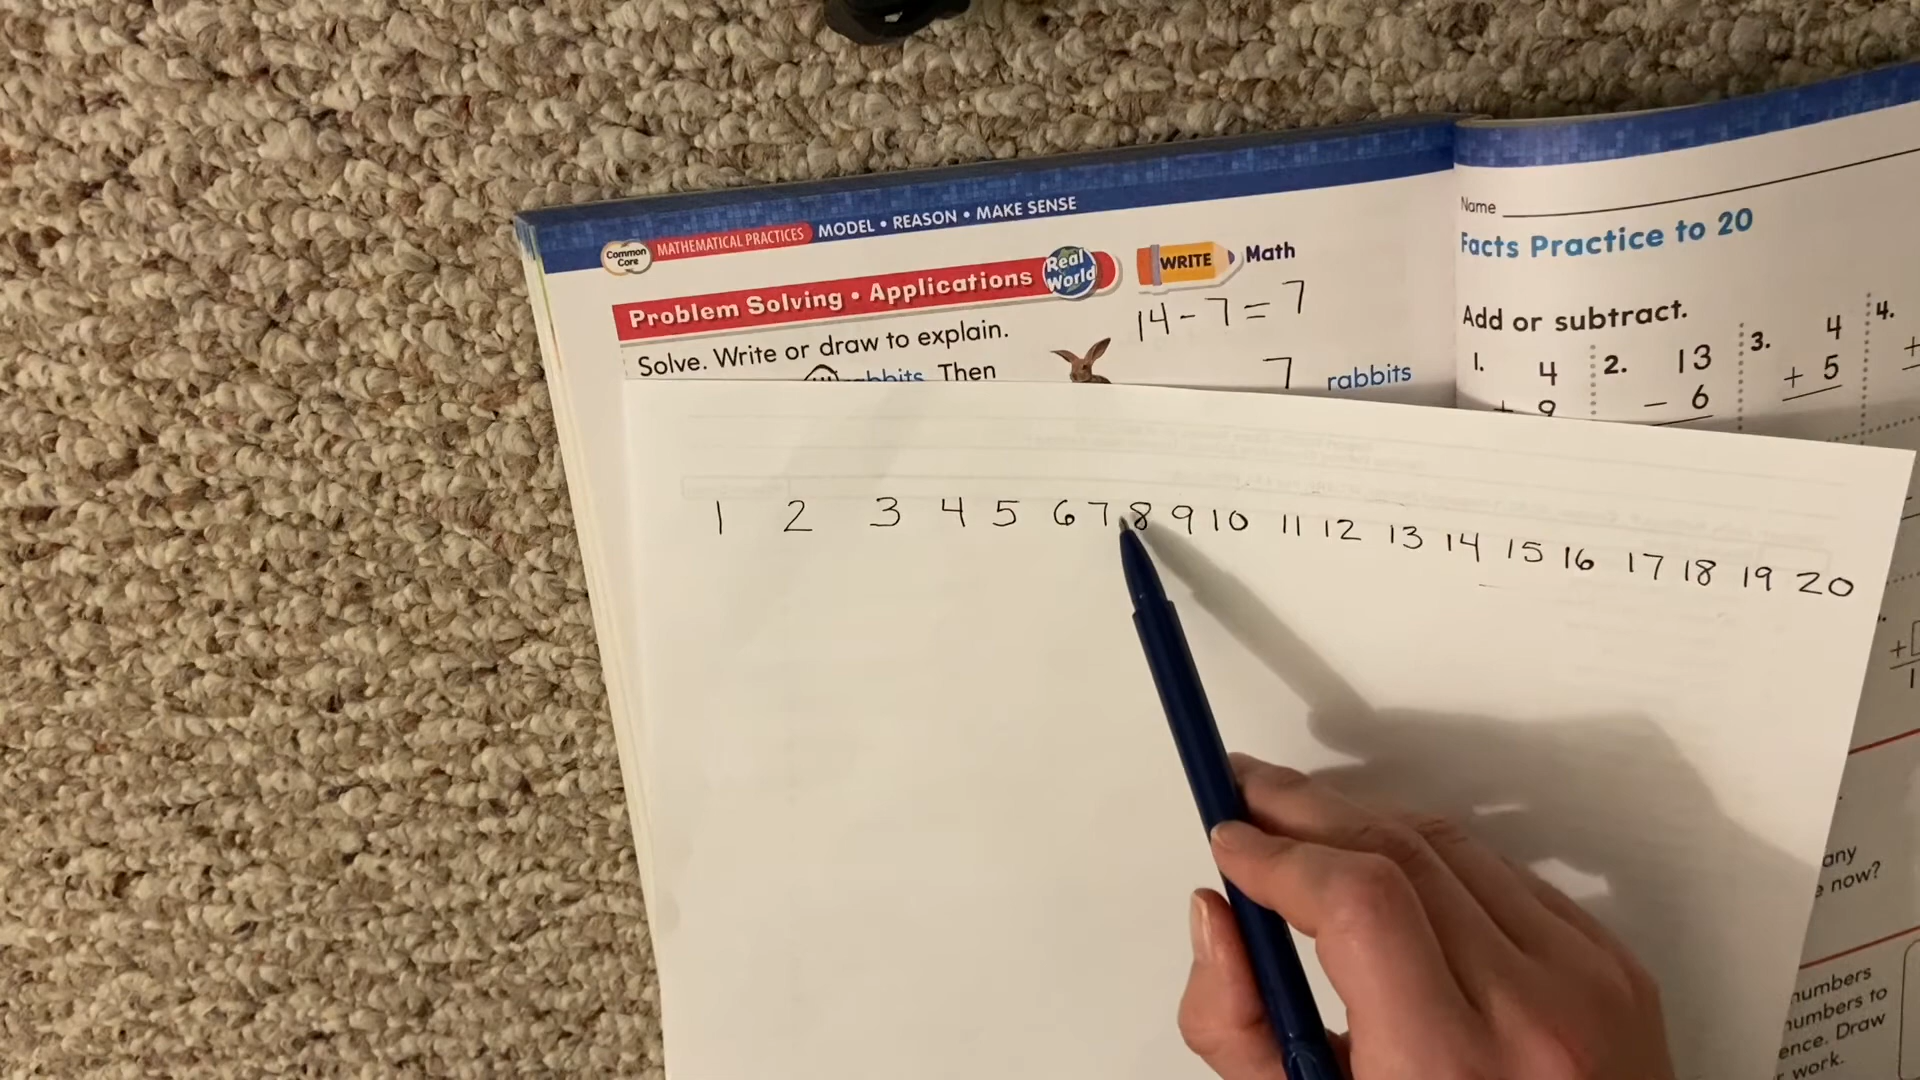 Common Core MATHEMATICAL PRACTICES MODEL • REASON • MAKE SENSE
Problem Solving • Applications Real World WRITE Math
14 - 7 = 7
Solve. Write or draw to explain.
Then
7 rabbits
Name
Facts Practice to 20
Add or subtract.
1. 4 + 9
2. 13 - 6
3. 4 + 5
4. +
1 2 3 4 5 6 7 8 9 10 11 12 13 14 15 16 17 18 19 20
+
1
any
now?
numbers
numbers to
Draw
work.